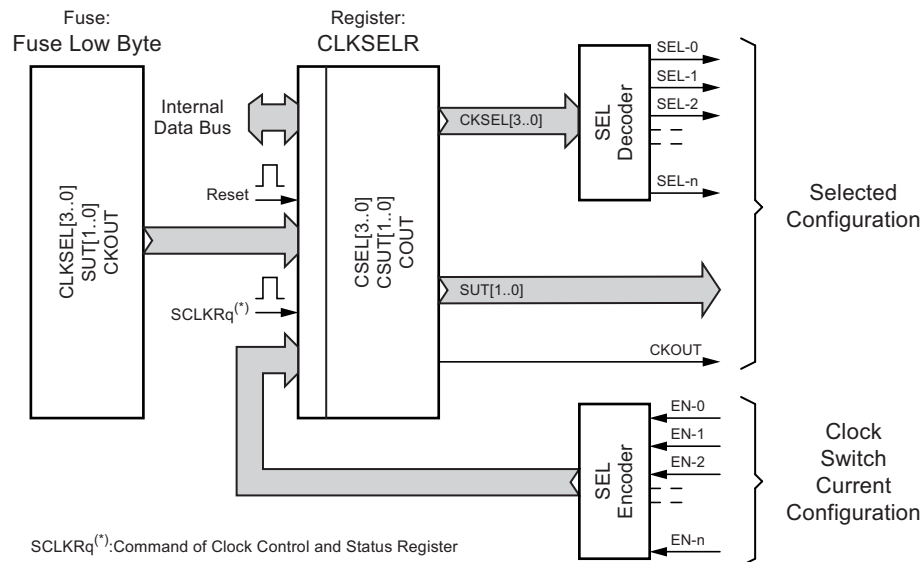 Fuse:
Fuse Low Byte
Register:
CLKSELR
CLKSEL[3..0]
SUT[1..0]
CKOUT
Internal
Data Bus
Reset
SCLKRq(*)
CSEL[3..0]
CSUT[1..0]
COUT
CKSEL[3..0]
SEL
Decoder
SEL-0
SEL-1
SEL-2
SEL-n
SUT[1..0]
CKOUT
Selected
Configuration
SEL
Encoder
EN-0
EN-1
EN-2
EN-n
Clock
Switch
Current
Configuration
SCLKRq(*):Command of Clock Control and Status Register